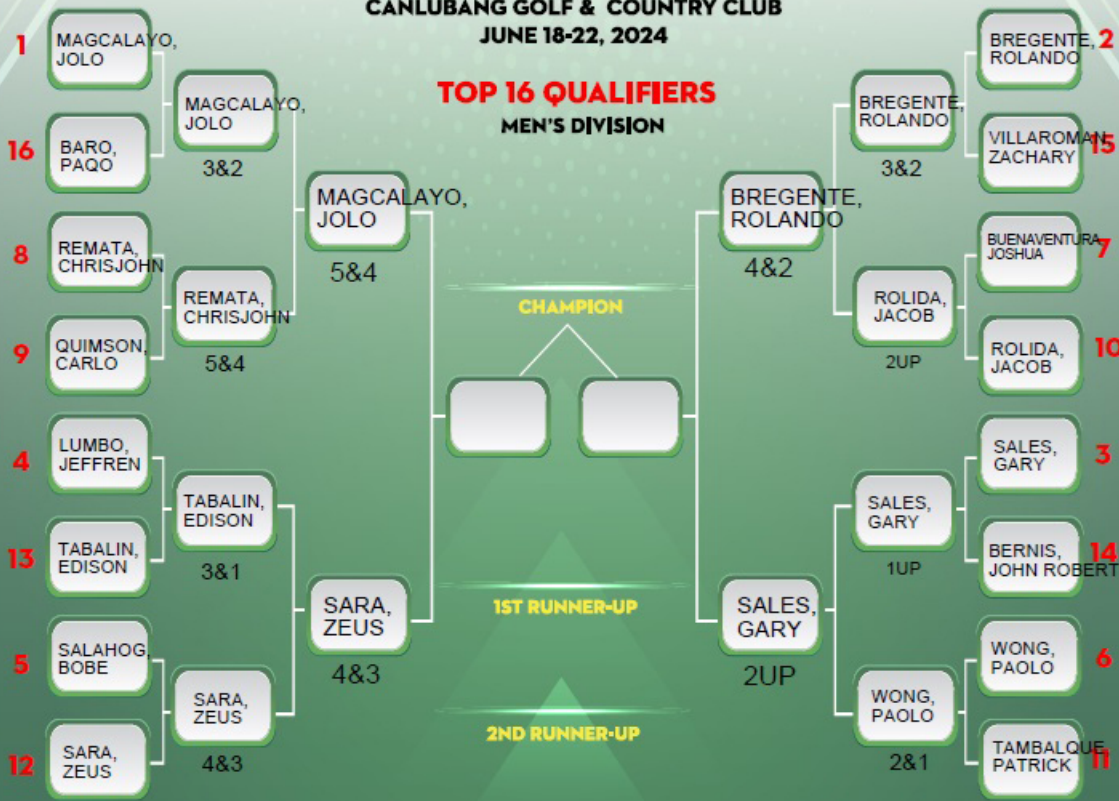 CANLUBANG GOLF & COUNTRY CLUB
JUNE 18-22, 2024
TOP 16 QUALIFIERS
MEN'S DIVISION
1
MAGCALAYO,
JOLO
16
BARO,
PAQO
8
REMATA,
CHRISJOHN
9
QUIMSON,
CARLO
4
LUMBO,
JEFFREN
13
TABALIN,
EDISON
5
SALAHOG,
BOBE
12
SARA,
ZEUS
MAGCALAYO,
JOLO
3&2
REMATA,
CHRISJOHN
5&4
TABALIN,
EDISON
3&1
SARA,
ZEUS
4&3
MAGCALAYO,
JOLO
5&4
SARA,
ZEUS
4&3
CHAMPION
1ST RUNNER-UP
2ND RUNNER-UP
BREGENTE,
ROLANDO
4&2
SALES,
GARY
2UP
BREGENTE,
ROLANDO
3&2
ROLIDA,
JACOB
2UP
SALES,
GARY
1UP
WONG,
PAOLO
2&1
BREGENTE,
ROLANDO
2
VILLAROMAN,
ZACHARY
15
BUENAVENTURA,
JOSHUA
7
ROLIDA,
JACOB
10
SALES,
GARY
3
BERNIS,
JOHN ROBERT
14
WONG,
PAOLO
6
TAMBALQUE,
PATRICK
11